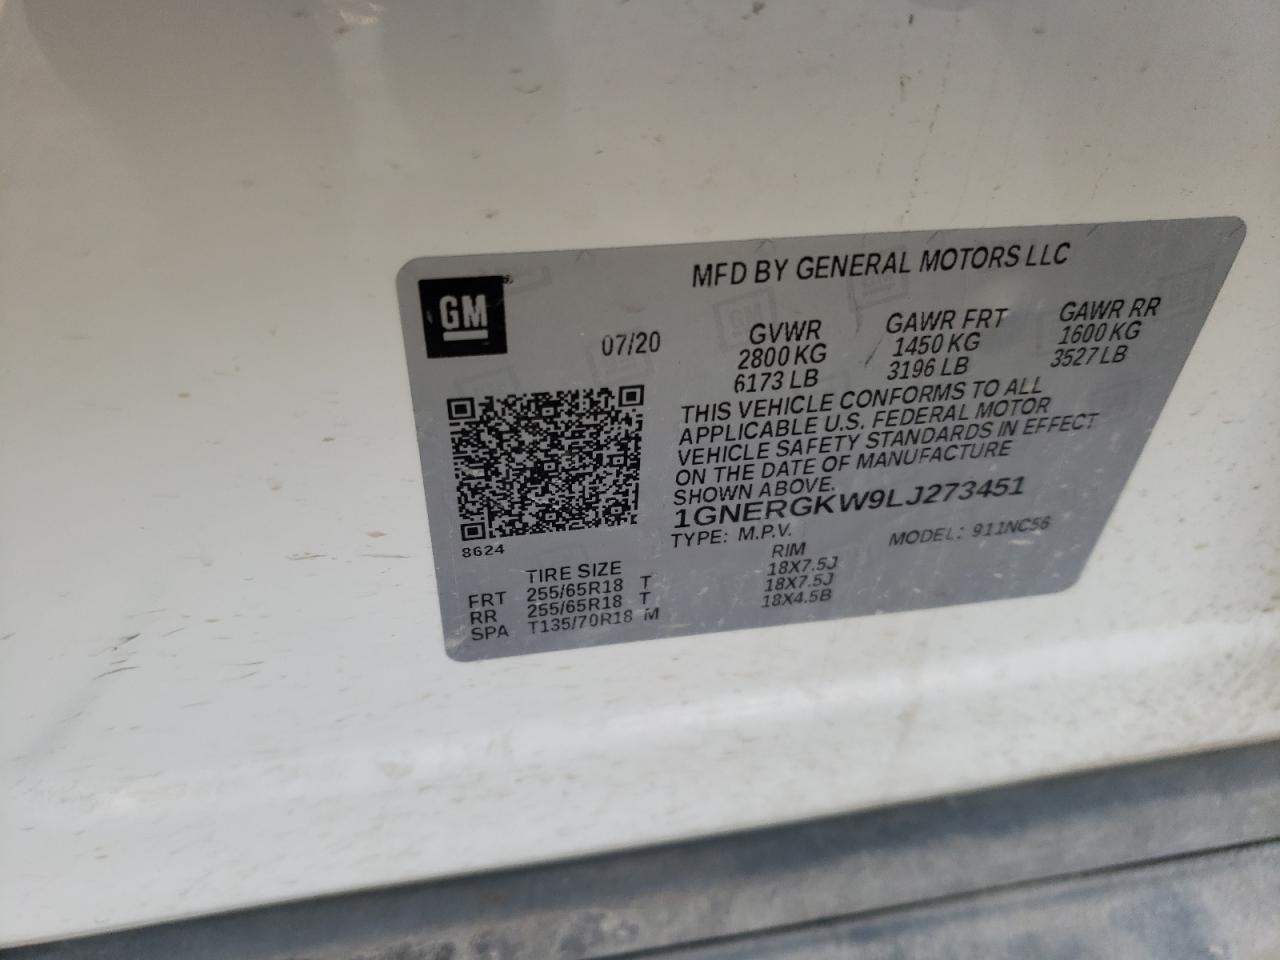 MFD BY GENERAL MOTORS LLC
GM
07/20
GVWR GAWR FRT GAWR RR
2800 KG 1450 KG 1600 KG
6173 LB 3196 LB 3527 LB
THIS VEHICLE CONFORMS TO ALL
APPLICABLE U.S. FEDERAL MOTOR
VEHICLE SAFETY STANDARDS IN EFFECT
ON THE DATE OF MANUFACTURE
SHOWN ABOVE.
1GNERGKW9LJ273451
TYPE: M.P.V. MODEL: 911NC56
8624
TIRE SIZE RIM
FRT 255/65R18 T 18X7.5J
RR 255/65R18 T 18X7.5J
SPA T135/70R18 M 18X4.5B